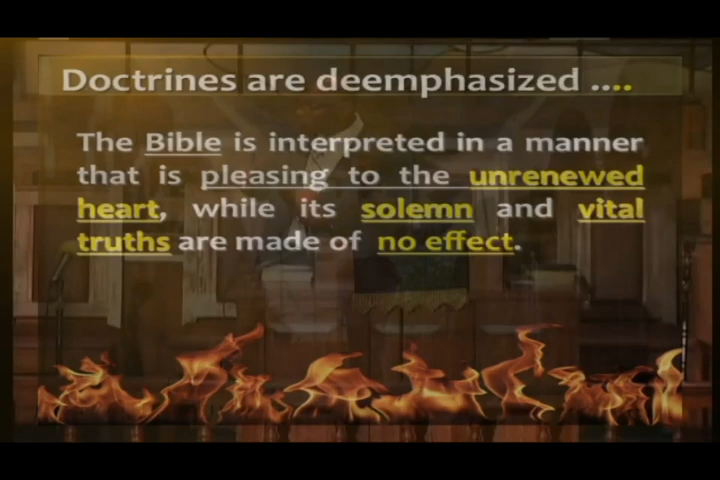 Doctrines are deemphasized ....
The Bible is interpreted in a manner
that is pleasing to the unrenewed
heart, while its solemn and vital
truths are made of no effect.